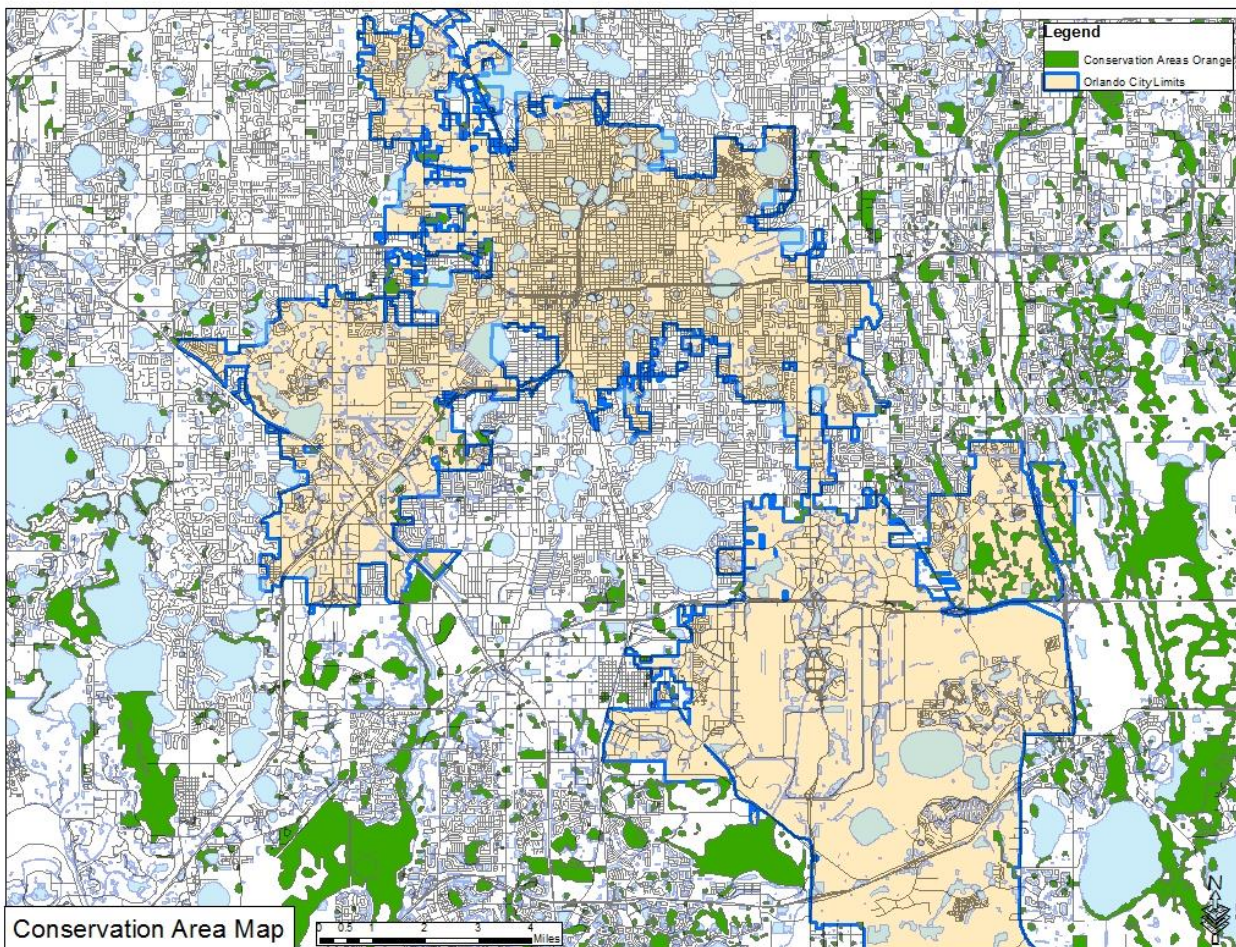 Legend
Conservation Areas Orange
Orlando City Limits
N
Conservation Area Map
0 0.5 1 2 3 4
Miles